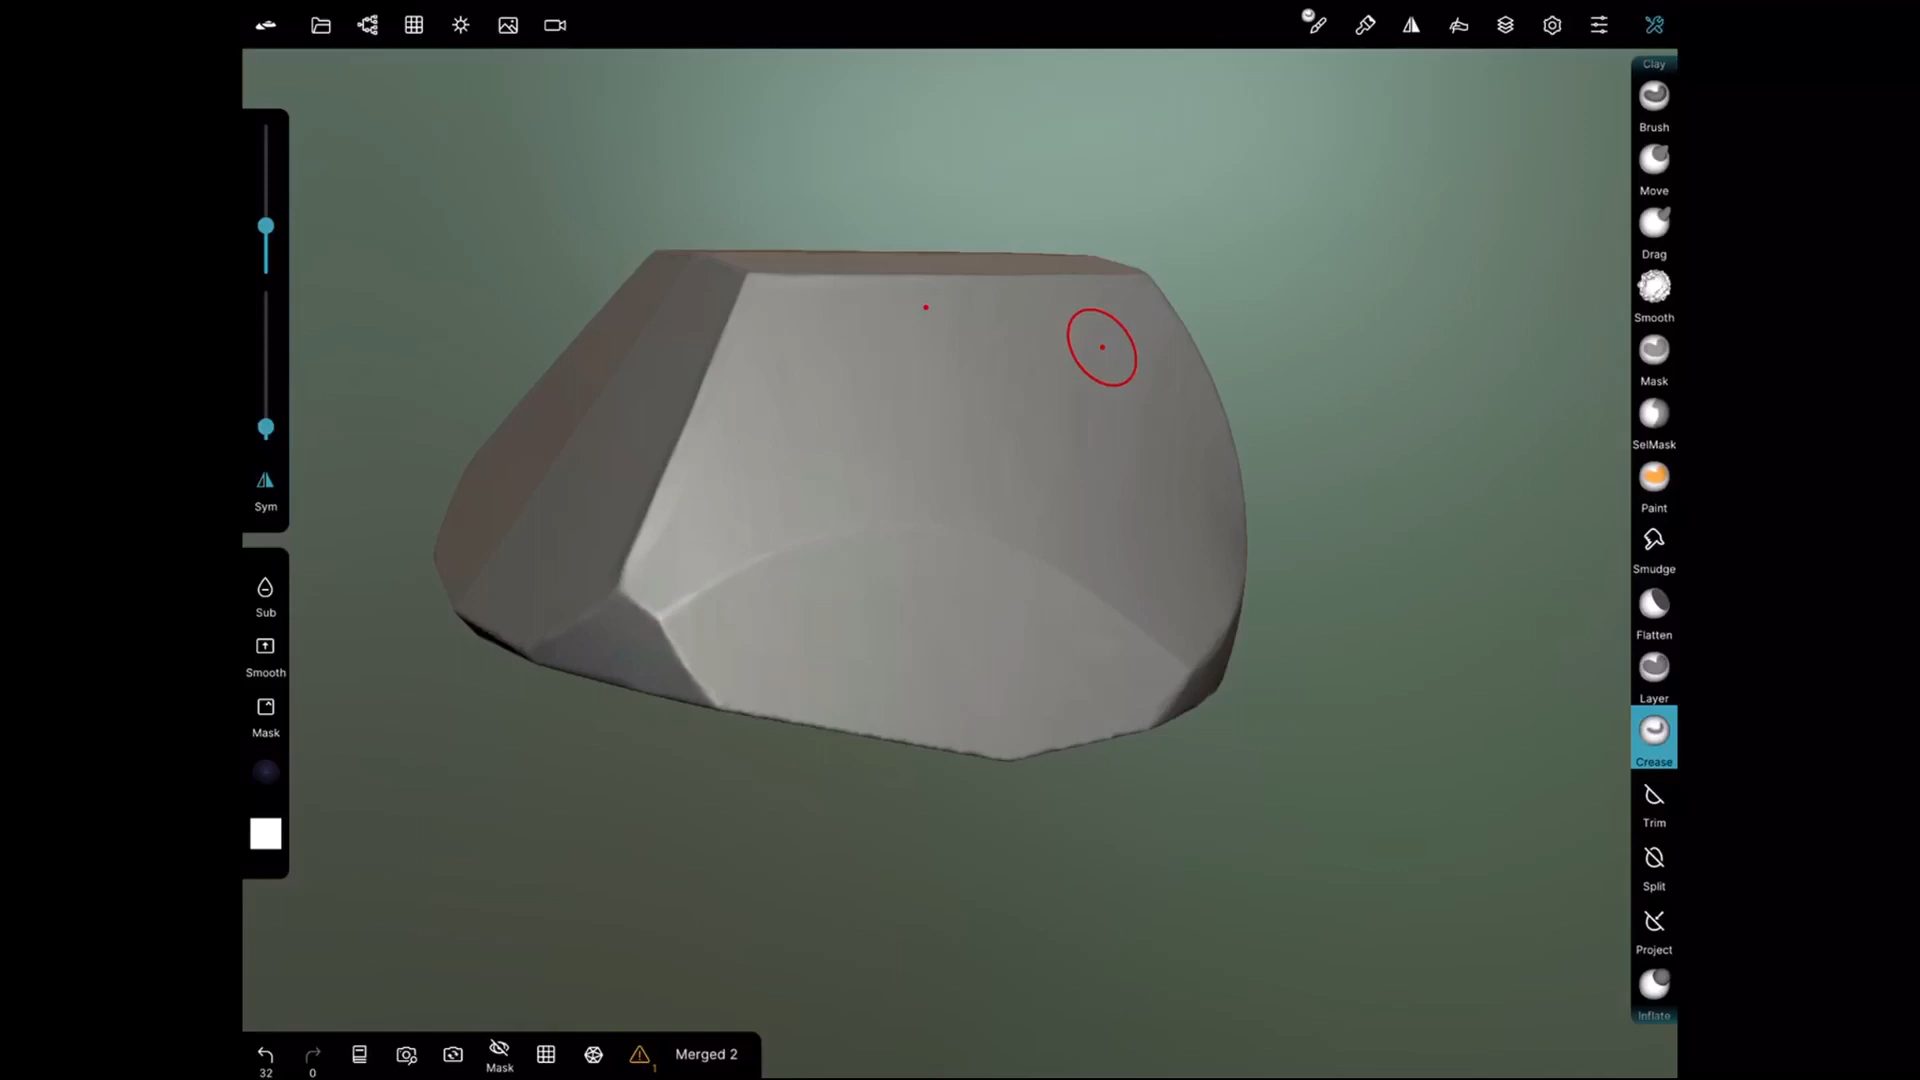 Clay
Brush
Move
Drag
Smooth
Mask
SelMask
Paint
Smudge
Flatten
Layer
Crease
Trim
Split
Project
Inflate
Sym
Sub
Smooth
Mask
32
0
Mask
1
Merged 2